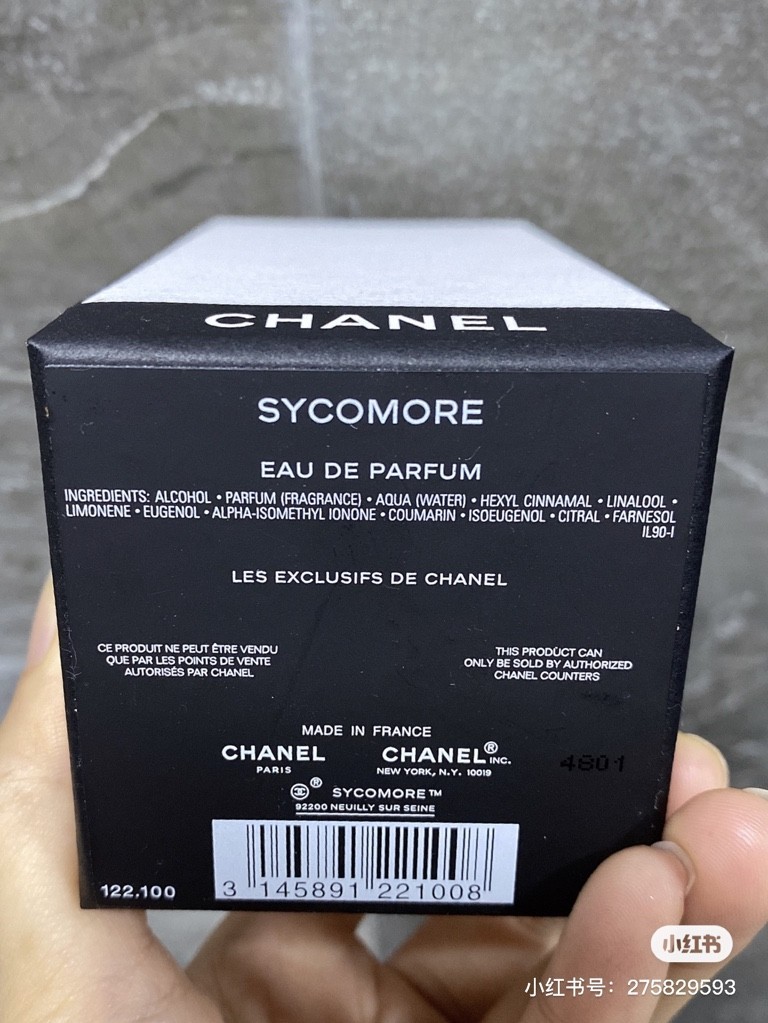 CHANEL
SYCOMORE
EAU DE PARFUM
INGREDIENTS: ALCOHOL • PARFUM (FRAGRANCE) • AQUA (WATER) • HEXYL CINNAMAL • LINALOOL •
LIMONENE • EUGENOL • ALPHA-ISOMETHYL IONONE • COUMARIN • ISOEUGENOL • CITRAL • FARNESOL
IL90-I
LES EXCLUSIFS DE CHANEL
CE PRODUIT NE PEUT ÊTRE VENDU
QUE PAR LES POINTS DE VENTE
AUTORISÉS PAR CHANEL
THIS PRODUCT CAN
ONLY BE SOLD BY AUTHORIZED
CHANEL COUNTERS
MADE IN FRANCE
CHANEL
PARIS
CHANEL® INC.
NEW YORK, N.Y. 10019
4801
® SYCOMORE™
92200 NEUILLY SUR SEINE
122.100
3 145891 221008
小红书
小红书号：275829593